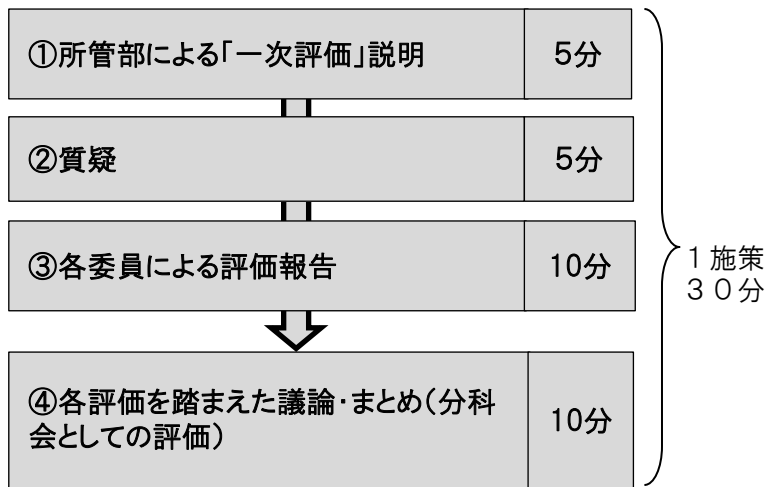 ①所管部による「一次評価」説明
5分
②質疑
5分
③各委員による評価報告
10分
④各評価を踏まえた議論・まとめ(分科
会としての評価)
10分
１施策
３０分